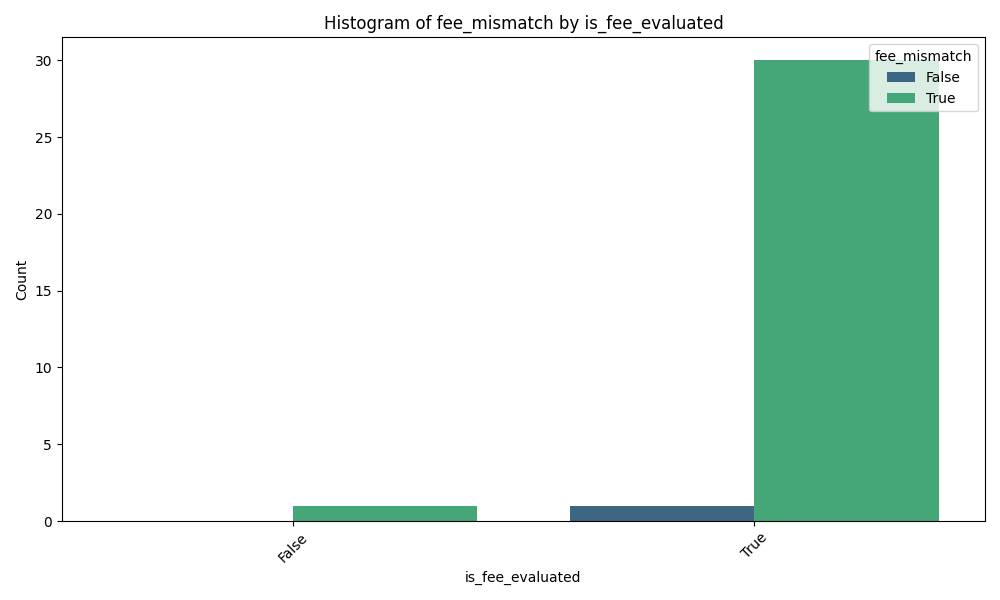 Histogram of fee_mismatch by is_fee_evaluated
fee_mismatch
False
True
30
25
20
15
10
5
0
Count
False
True
is_fee_evaluated